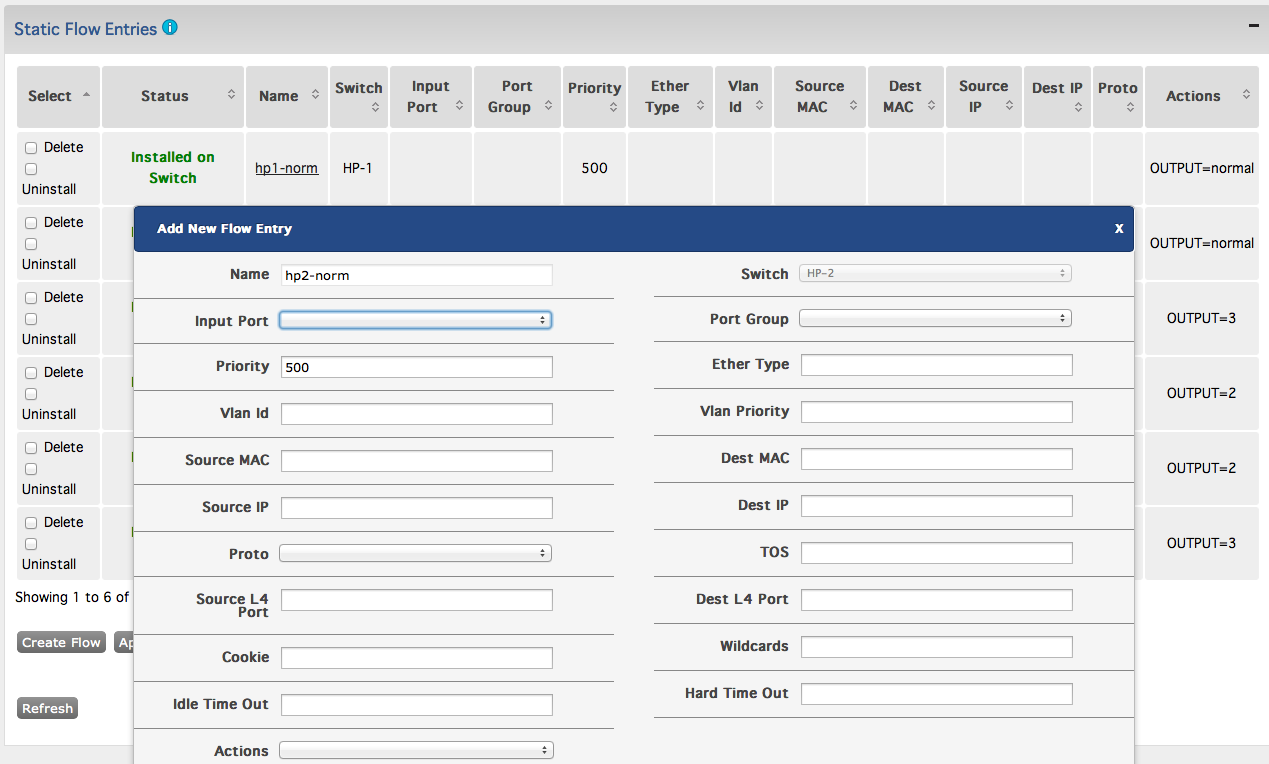 Static Flow Entries i
Select Status Name Switch Input Port Port Group Priority Ether Type Vlan Id Source MAC Dest MAC Source IP Dest IP Proto Actions
Delete
Uninstall
Installed on
Switch
hp1-norm HP-1 500 OUTPUT=normal
Delete
Uninstall
OUTPUT=normal
Delete
Uninstall
OUTPUT=3
Delete
Uninstall
OUTPUT=2
Delete
Uninstall
OUTPUT=2
Delete
Uninstall
OUTPUT=3
Showing 1 to 6 of
Create Flow Ap
Refresh
Add New Flow Entry x
Name hp2-norm Switch HP-2
Input Port Port Group
Priority 500 Ether Type
Vlan Id Vlan Priority
Source MAC Dest MAC
Source IP Dest IP
Proto TOS
Source L4
Port
Dest L4 Port
Cookie Wildcards
Idle Time Out Hard Time Out
Actions